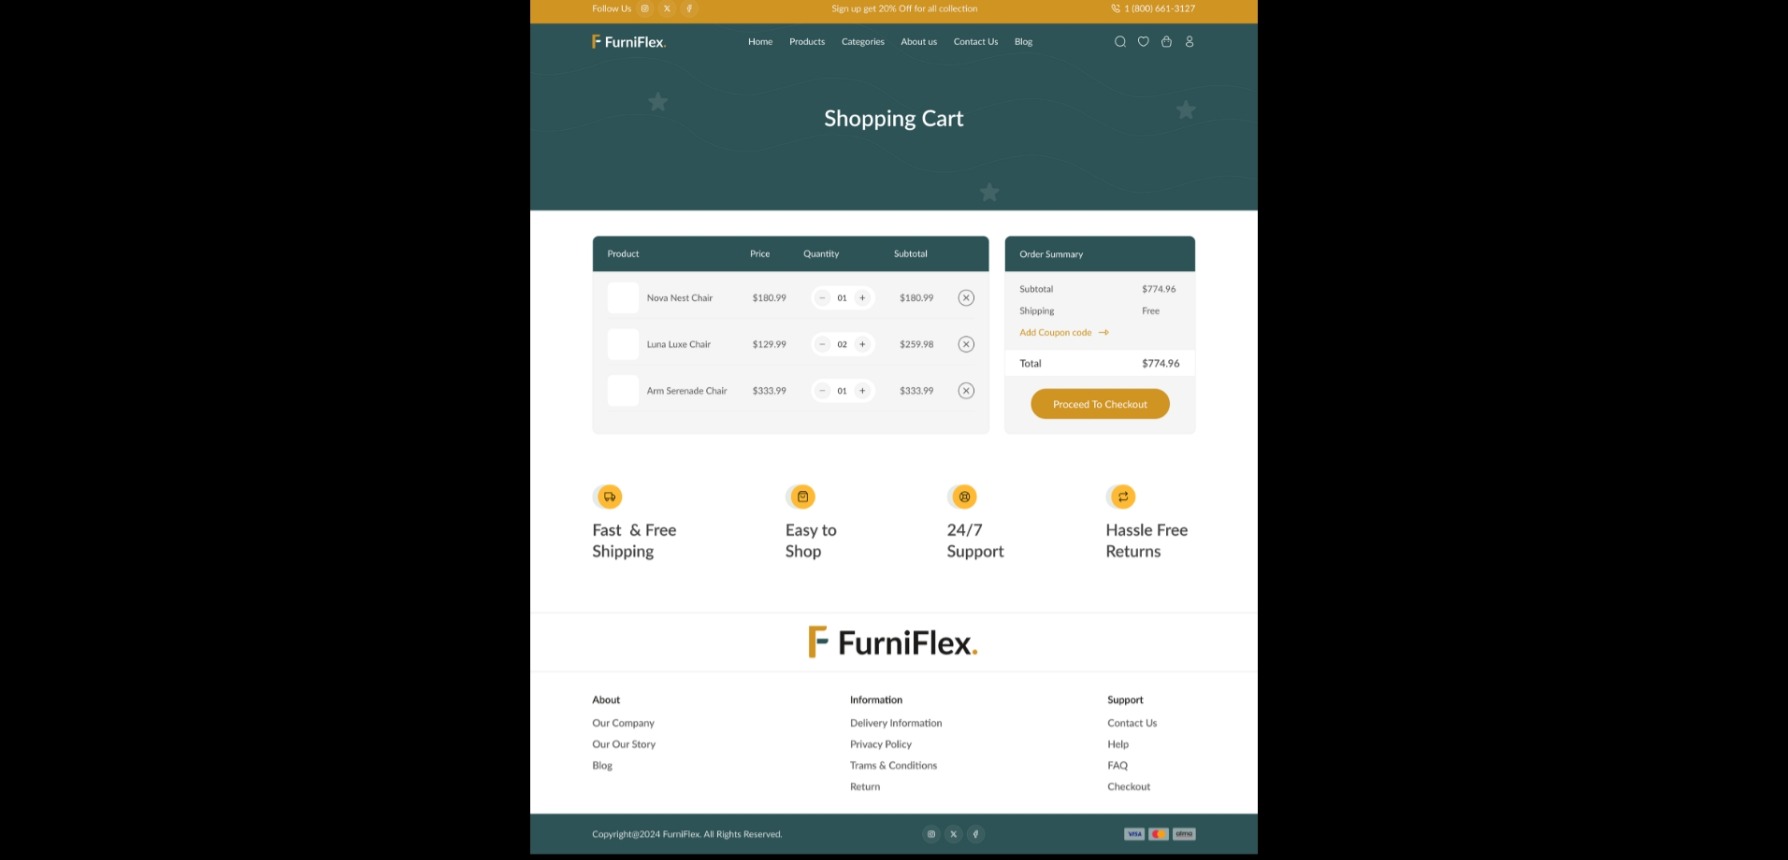 Follow Us
Sign up get 20% Off for all collection
1 (800) 661-3127
FurniFlex.
Home Products Categories About us Contact Us Blog
Shopping Cart
Product Price Quantity Subtotal
Nova Nest Chair $180.99 − 01 + $180.99
Luna Luxe Chair $129.99 − 02 + $259.98
Arm Serenade Chair $333.99 − 01 + $333.99
Order Summary
Subtotal $774.96
Shipping Free
Add Coupon code →
Total $774.96
Proceed To Checkout
Fast & Free
Shipping
Easy to
Shop
24/7
Support
Hassle Free
Returns
FurniFlex.
About
Our Company
Our Our Story
Blog
Information
Delivery Information
Privacy Policy
Trams & Conditions
Return
Support
Contact Us
Help
FAQ
Checkout
Copyright@2024 FurniFlex. All Rights Reserved.
VISA